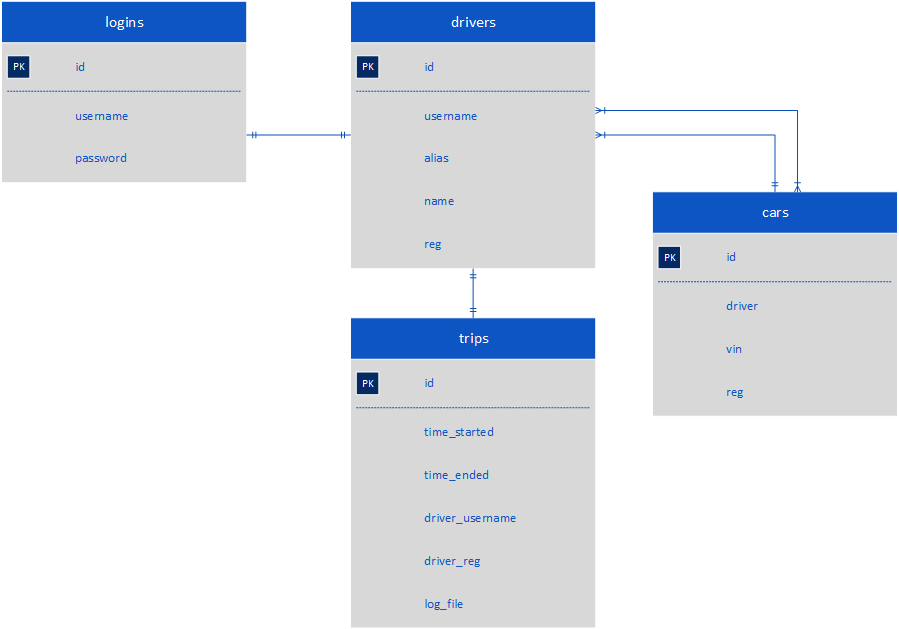 logins
PK id
username
password
drivers
PK id
username
alias
name
reg
cars
PK id
driver
vin
reg
trips
PK id
time_started
time_ended
driver_username
driver_reg
log_file